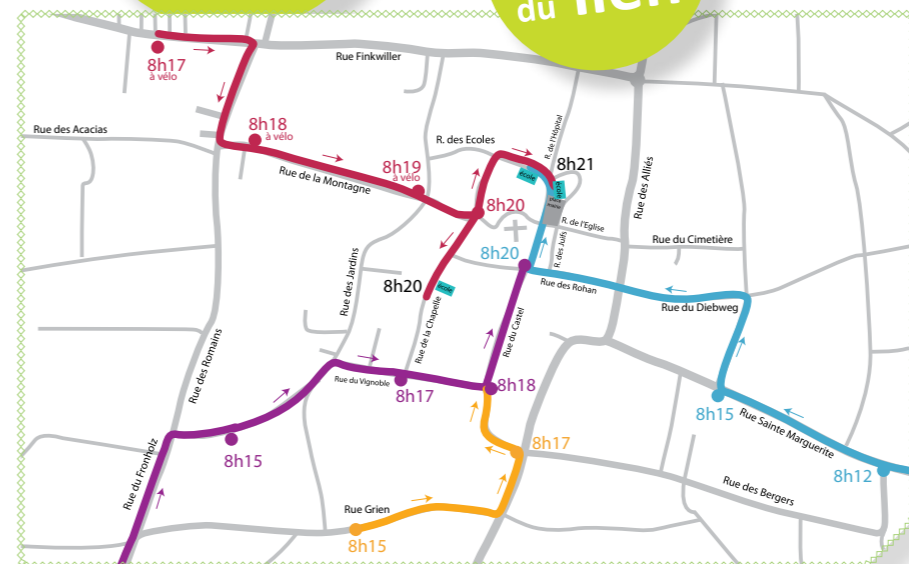 du lien
Rue Finkwiller
8h17
à vélo
8h18
à vélo
Rue des Acacias
R. des Ecoles
R. de l'Hôpital
8h21
8h19
à vélo
Rue de la Montagne
école
école
place
mairie
Rue des Alliés
8h20
R. de l'Eglise
Rue du Cimetière
8h20
R. des Juifs
Rue des Rohan
8h20
école
Rue du Diebweg
Rue des Jardins
Rue de la Chapelle
Rue du Castel
Rue des Romains
Rue du Vignoble
8h17
8h18
8h15
Rue Sainte Marguerite
8h15
8h17
8h12
Rue du Fronholz
Rue des Bergers
Rue Grien
8h15